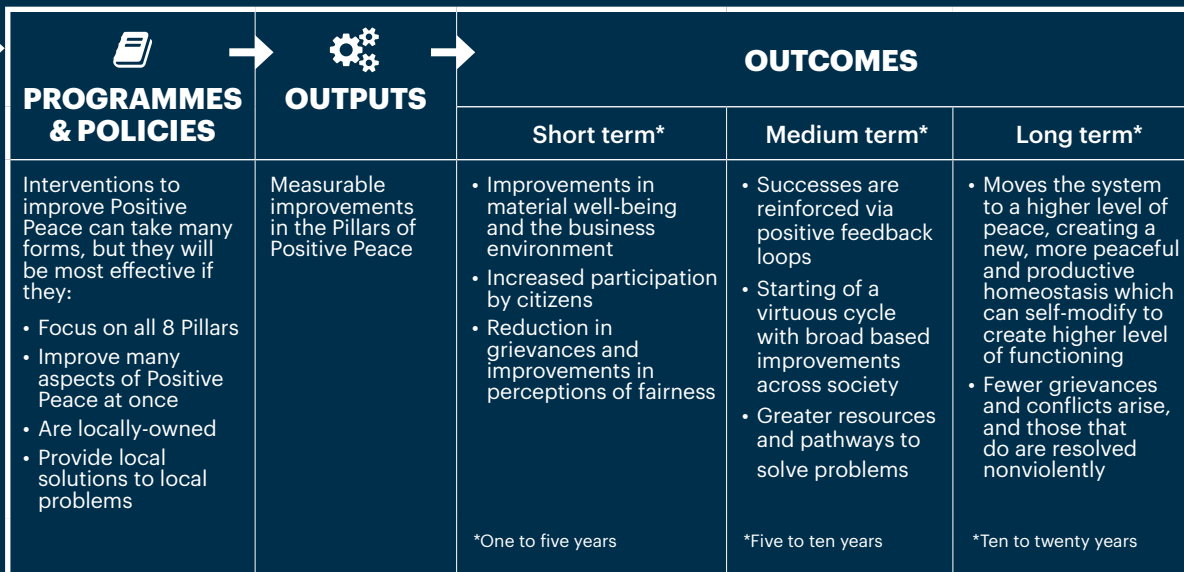 PROGRAMMES
& POLICIES
OUTPUTS
OUTCOMES
Short term*
Medium term*
Long term*
Interventions to
improve Positive
Peace can take many
forms, but they will
be most effective if
they:
• Focus on all 8 Pillars
• Improve many
aspects of Positive
Peace at once
• Are locally-owned
• Provide local
solutions to local
problems
Measurable
improvements
in the Pillars of
Positive Peace
• Improvements in
material well-being
and the business
environment
• Increased participation
by citizens
• Reduction in
grievances and
improvements in
perceptions of fairness
*One to five years
• Successes are
reinforced via
positive feedback
loops
• Starting of a
virtuous cycle
with broad based
improvements
across society
• Greater resources
and pathways to
solve problems
*Five to ten years
• Moves the system
to a higher level of
peace, creating a
new, more peaceful
and productive
homeostasis which
can self-modify to
create higher level
of functioning
• Fewer grievances
and conflicts arise,
and those that
do are resolved
nonviolently
*Ten to twenty years